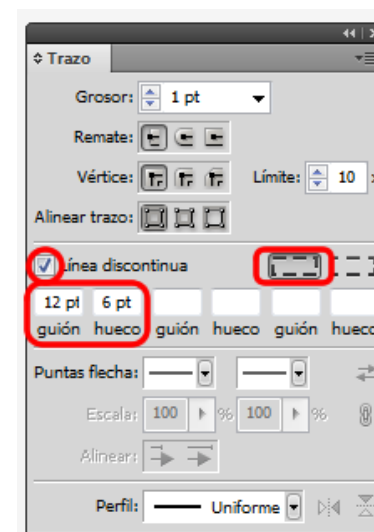 Trazo
Grosor: 1 pt
Remate:
Vértice: Límite: 10 x
Alinear trazo:
Línea discontinua
12 pt 6 pt
guión hueco guión hueco guión hueco
Puntas flecha:
Escala: 100 % 100 %
Alinear:
Perfil: Uniforme